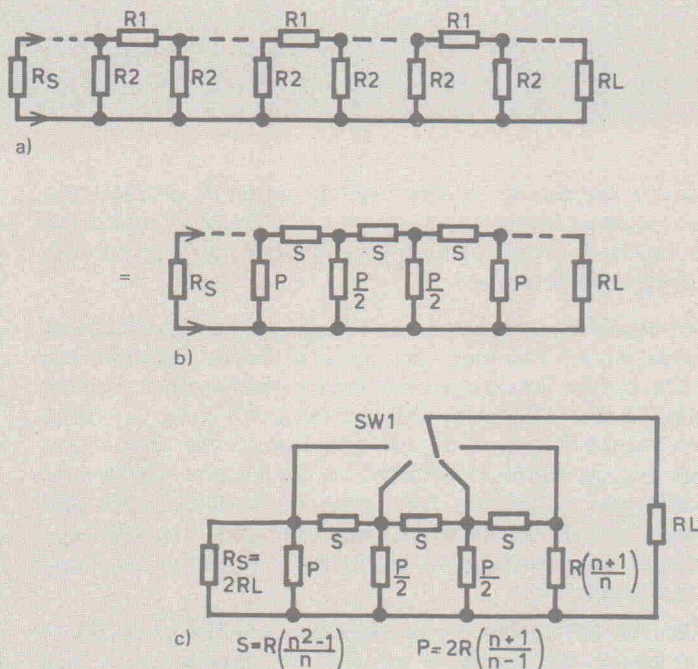 R1 R1 R1
RS R2 R2 R2 R2 R2 R2 RL
a)
S S S
= RS P P/2 P/2 P RL
b)
SW1
RL
S S S
RS= 2RL P P/2 P/2 R(n+1/n)
c) S=R(n²-1/n) P=2R(n+1/n-1)